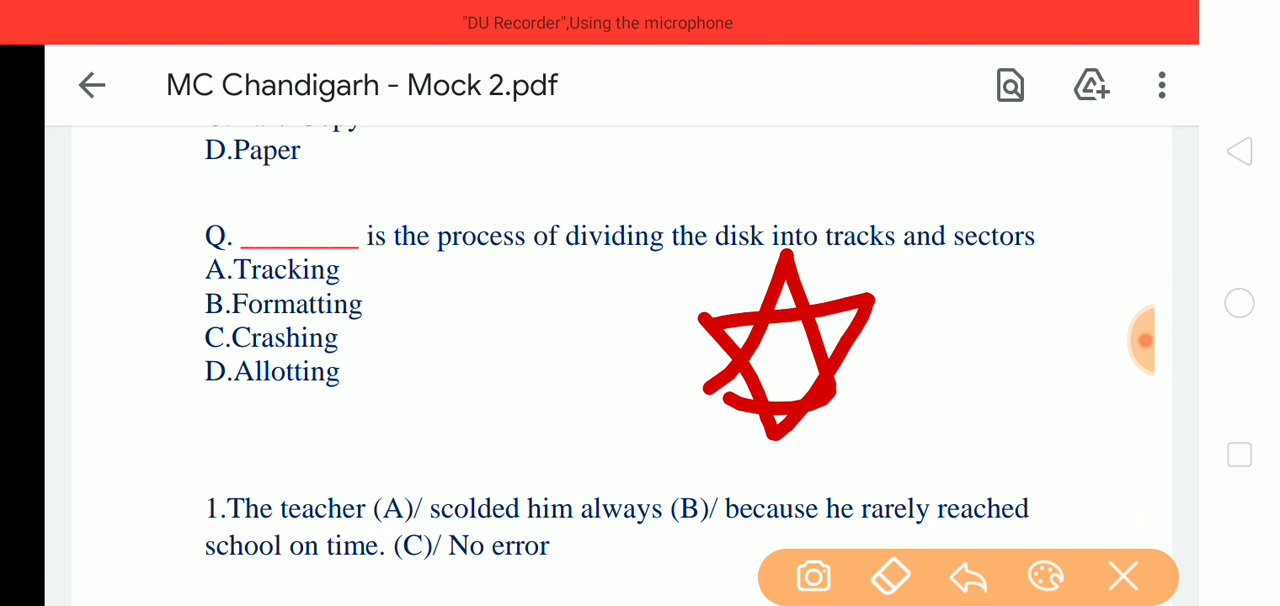 "DU Recorder",Using the microphone
MC Chandigarh - Mock 2.pdf
D.Paper
Q. ________ is the process of dividing the disk into tracks and sectors
A.Tracking
B.Formatting
C.Crashing
D.Allotting
1.The teacher (A)/ scolded him always (B)/ because he rarely reached
school on time. (C)/ No error